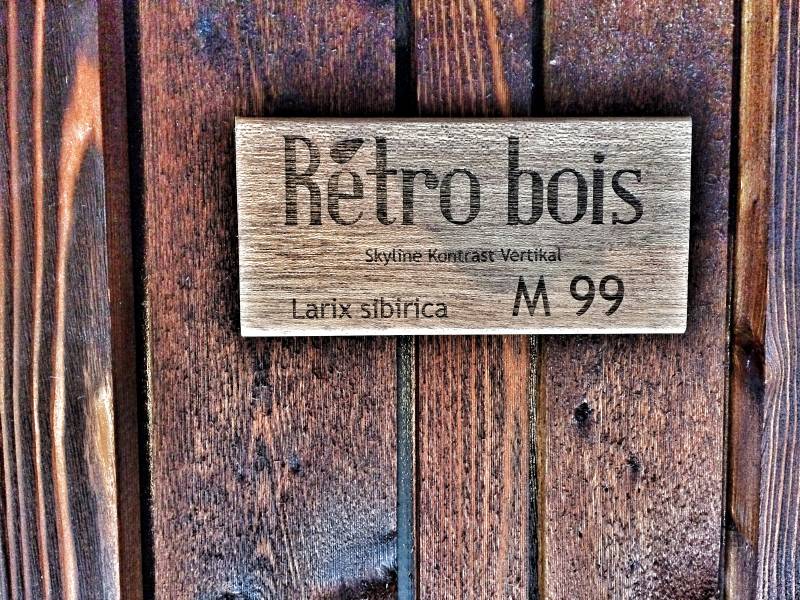 Rétro bois
Skyline Kontrast Vertikal
Larix sibirica
M 99